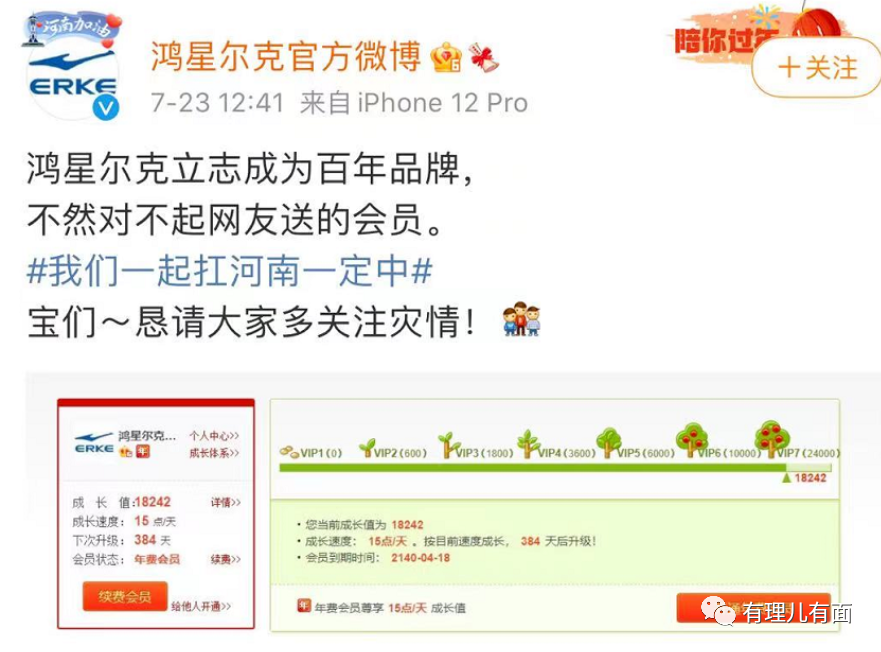 河南加油
ERKE
V
鸿星尔克官方微博
7-23 12:41 来自 iPhone 12 Pro
陪你过年
＋关注
鸿星尔克立志成为百年品牌，
不然对不起网友送的会员。
#我们一起扛河南一定中#
宝们～恳请大家多关注灾情！
ERKE
鸿星尔克... 年
个人中心>>
成长体系>>
成 长 值:18242 详情>>
成长速度: 15 点/天
下次升级: 384 天
会员状态: 年费会员 续费>>
续费会员
给他人开通>>
VIP1(0) VIP2(600) VIP3(1800) VIP4(3600) VIP5(6000) VIP6(10000) VIP7(24000)
18242
• 您当前成长值为 18242
• 成长速度: 15点/天 。按目前速度成长, 384 天后升级!
• 会员到期时间: 2140-04-18
年 年费会员尊享 15点/天 成长值
有理儿有面